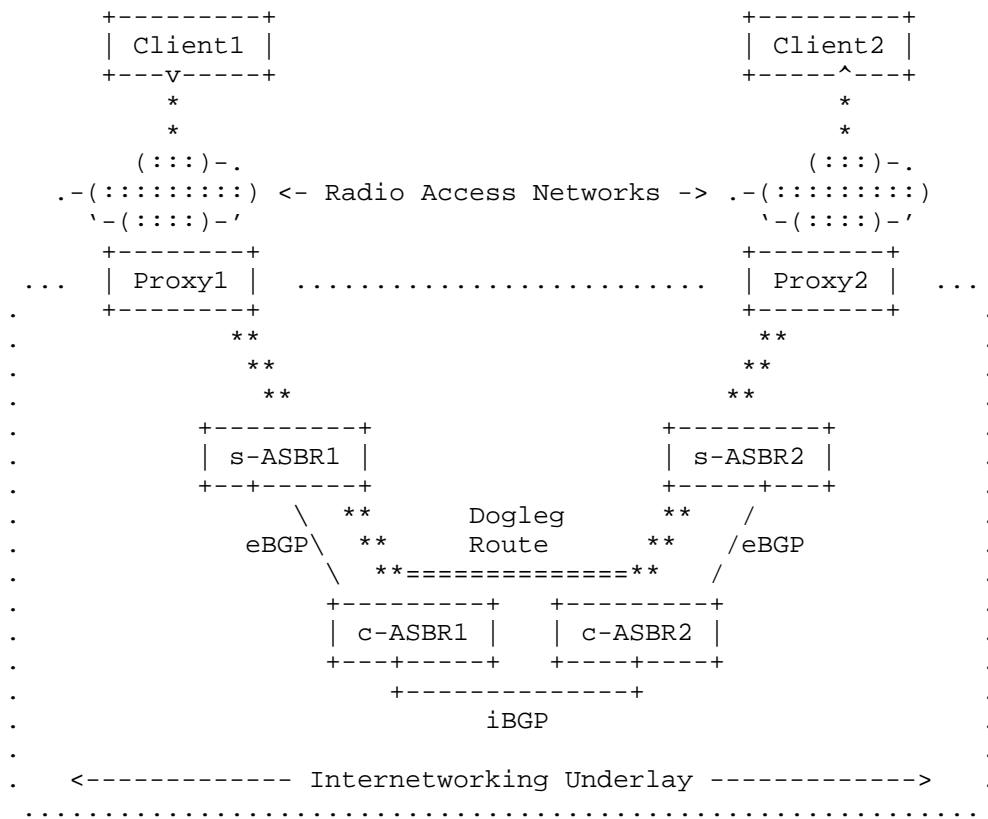 Client1 Client2
<- Radio Access Networks ->
Proxy1 Proxy2
s-ASBR1 s-ASBR2
Dogleg
eBGP Route eBGP
c-ASBR1 c-ASBR2
iBGP
<------------- Internetworking Underlay ------------->